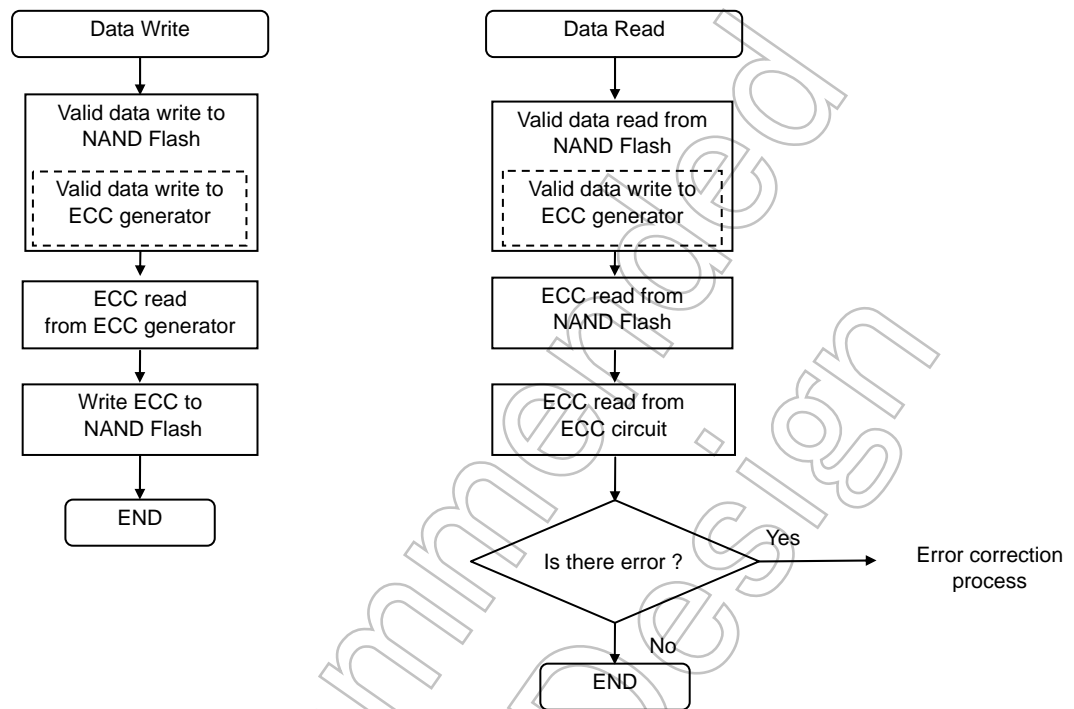 Data Write
Valid data write to
NAND Flash
Valid data write to
ECC generator
ECC read
from ECC generator
Write ECC to
NAND Flash
END
Data Read
Valid data read from
NAND Flash
Valid data write to
ECC generator
ECC read from
NAND Flash
ECC read from
ECC circuit
Is there error ?
Yes
Error correction
process
No
END
mmended
Design